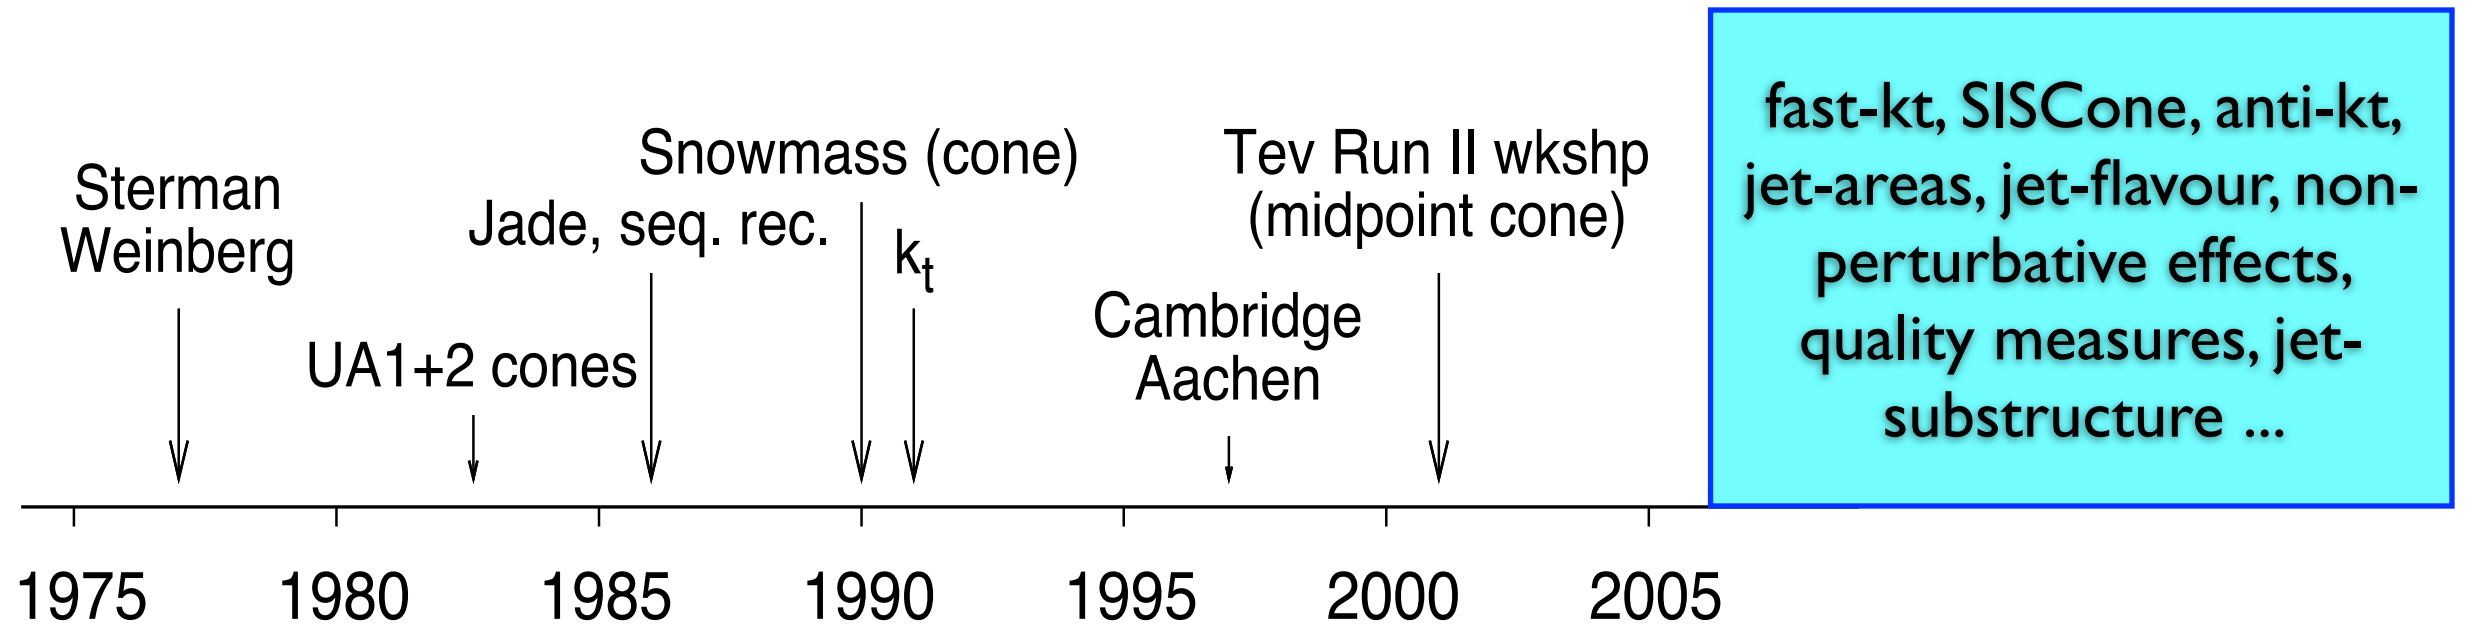 Sterman
Weinberg
UA1+2 cones
Jade, seq. rec.
Snowmass (cone)
kt
Cambridge
Aachen
Tev Run II wkshp
(midpoint cone)
fast-kt, SISCone, anti-kt,
jet-areas, jet-flavour, non-
perturbative effects,
quality measures, jet-
substructure ...
1975 1980 1985 1990 1995 2000 2005